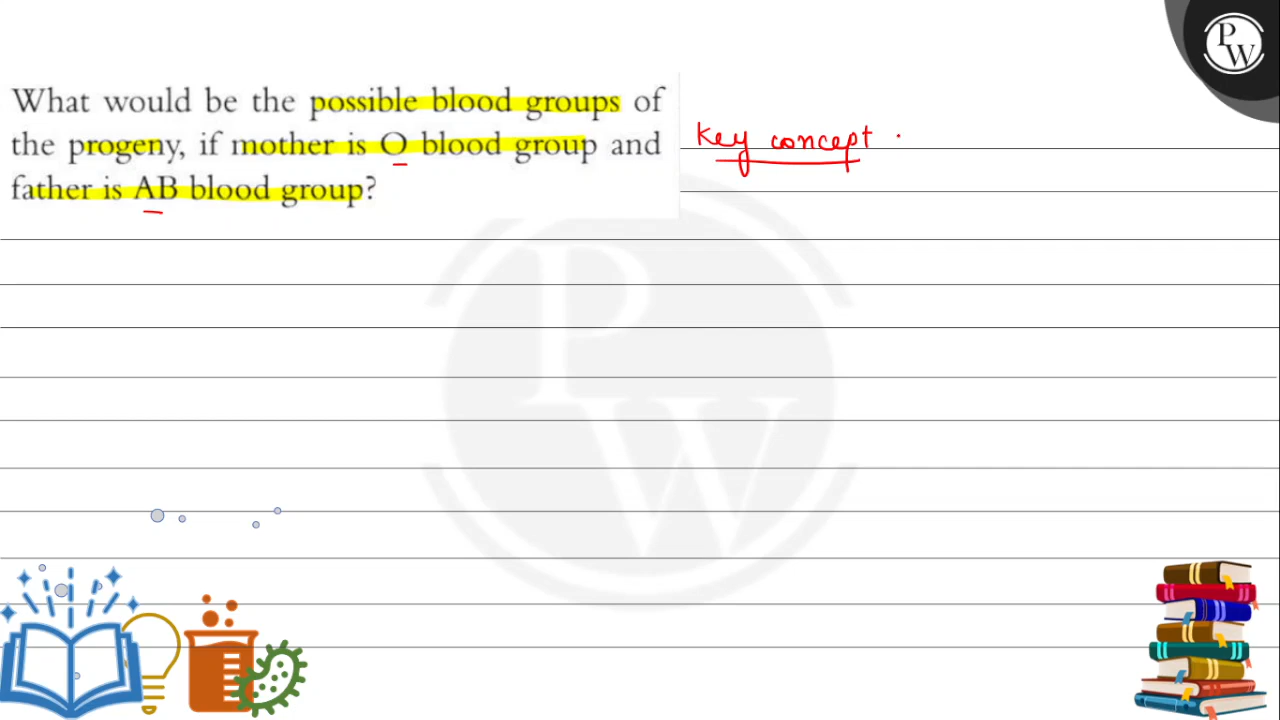 What would be the possible blood groups of
the progeny, if mother is O blood group and
father is AB blood group?
Key concept .
P
W
P
W